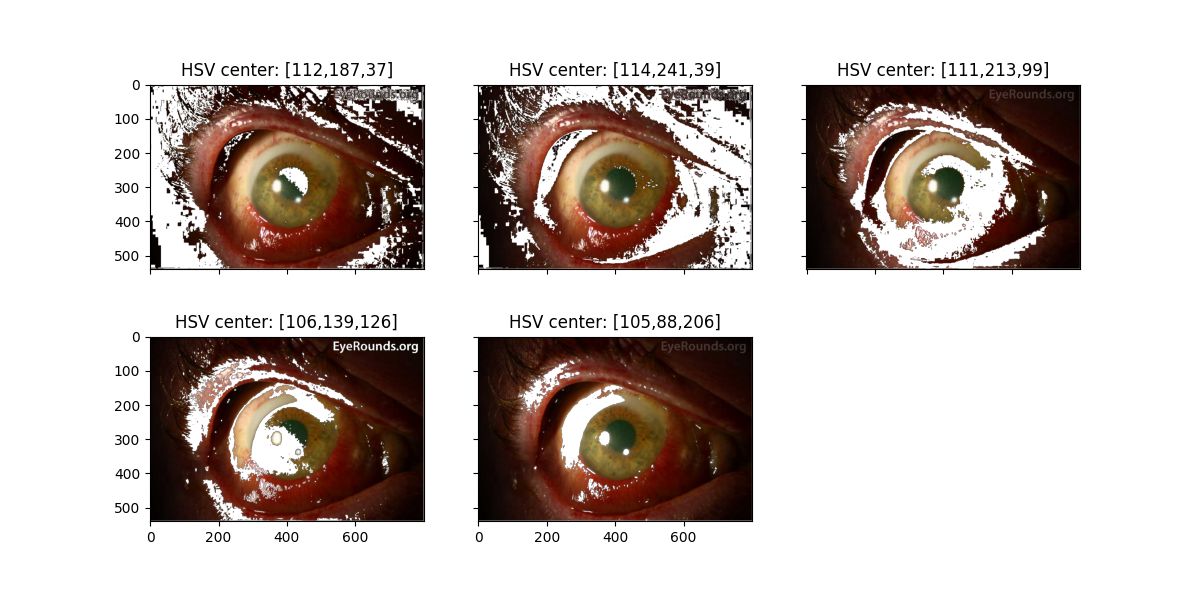 HSV center: [112,187,37]
HSV center: [114,241,39]
HSV center: [111,213,99]
0
100
200
300
400
500
EyeRounds.org
EyeRounds.org
EyeRounds.org
HSV center: [106,139,126]
HSV center: [105,88,206]
0
100
200
300
400
500
EyeRounds.org
EyeRounds.org
0 200 400 600
0 200 400 600